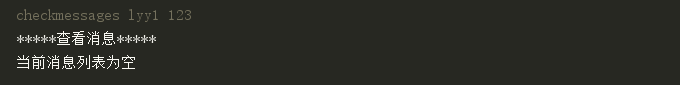 checkmessages lyy1 123
*****查看消息*****
当前消息列表为空